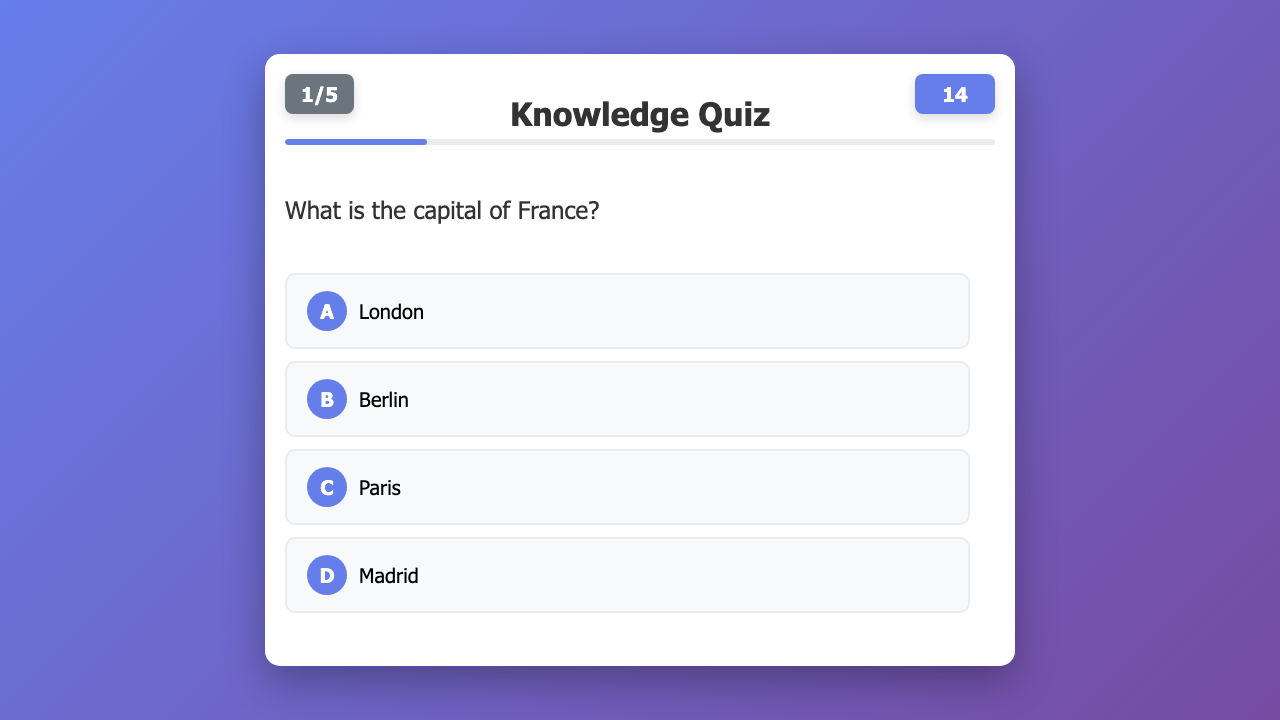 1/5
14
Knowledge Quiz
What is the capital of France?
A London
B Berlin
C Paris
D Madrid